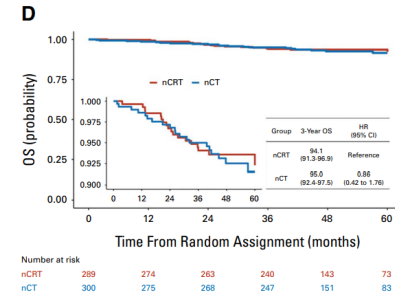 D
1.00
0.75
0.50
0.25
0.00
OS (probability)
nCRT nCT
1.000
0.975
0.950
0.925
0.900
0 12 24 36 48 60
Group 3-Year OS HR (95% CI)
nCRT 94.1 (91.3-96.9) Reference
nCT 95.0 (92.4-97.5) 0.86 (0.42 to 1.76)
0 12 24 36 48 60
Time From Random Assignment (months)
Number at risk
nCRT 289 274 263 240 143 73
nCT 300 275 268 247 151 83